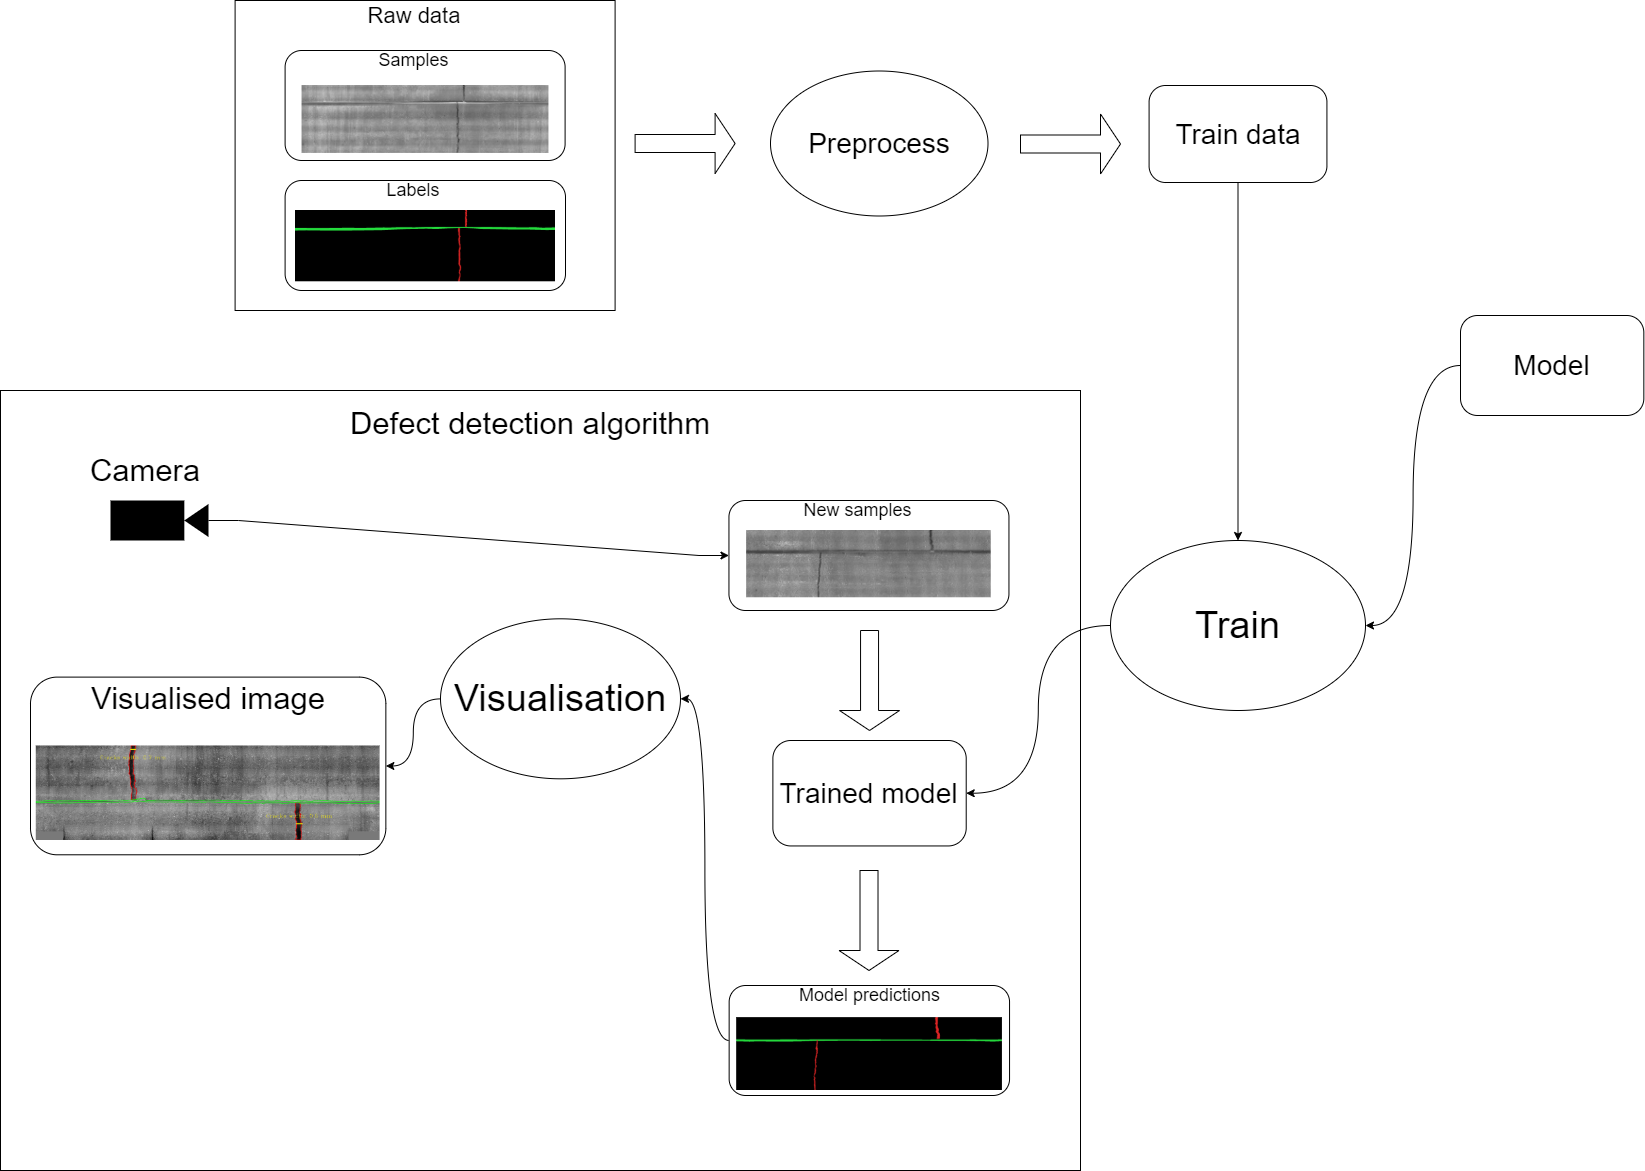 Raw data
Samples
Labels
Preprocess
Train data
Model
Defect detection algorithm
Camera
New samples
Train
Visualisation
Visualised image
Trained model
Model predictions